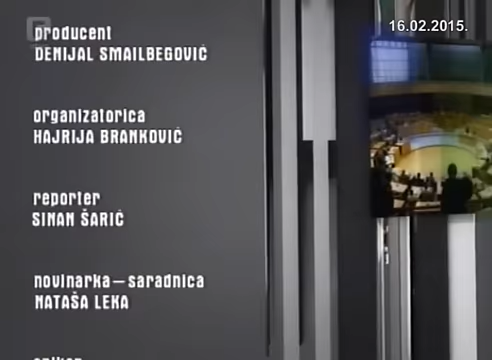 16.02.2015.
producent
DENIJAL SMAILBEGOVIĆ
organizatorica
HAJRIJA BRANKOVIĆ
reporter
SINAN ŠARIĆ
novinarka – saradnica
NATAŠA LEKA